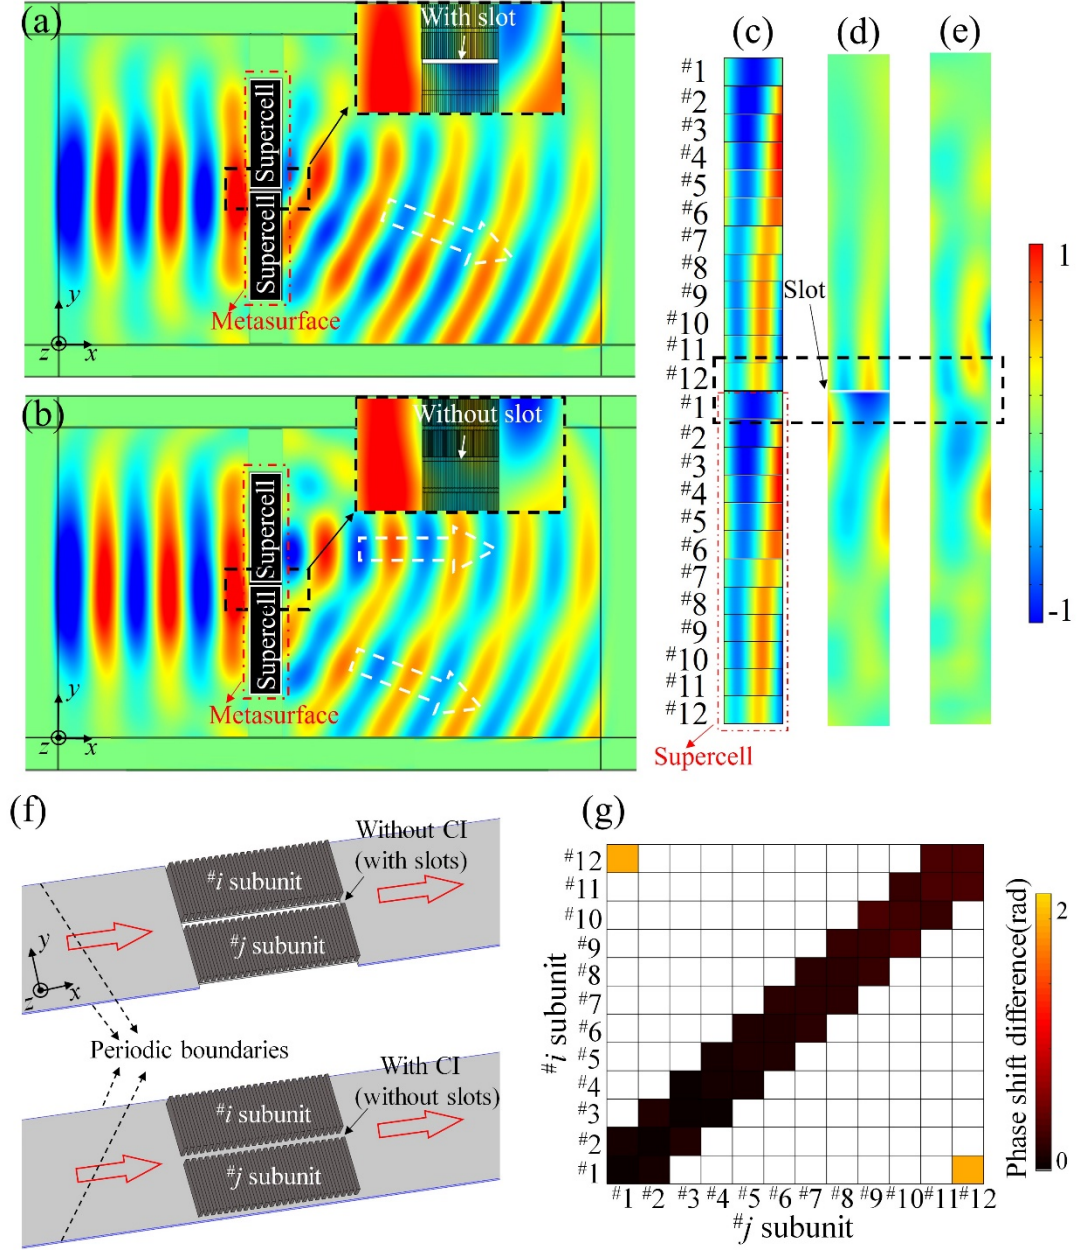 (a)
With slot
Supercell
Supercell
Metasurface
y
z
x
(b)
Without slot
Supercell
Supercell
Metasurface
y
z
x
(c)
(d)
(e)
#1
#2
#3
#4
#5
#6
#7
#8
#9
#10
#11
#12
#1
#2
#3
#4
#5
#6
#7
#8
#9
#10
#11
#12
Slot
Supercell
1
-1
(f)
Without CI
(with slots)
#i subunit
#j subunit
y
x
z
Periodic boundaries
With CI
(without slots)
#i subunit
#j subunit
(g)
#12
#11
#10
#9
#8
#7
#6
#5
#4
#3
#2
#1
#i subunit
#1 #2 #3 #4 #5 #6 #7 #8 #9 #10 #11 #12
#j subunit
Phase shift difference(rad)
2
0